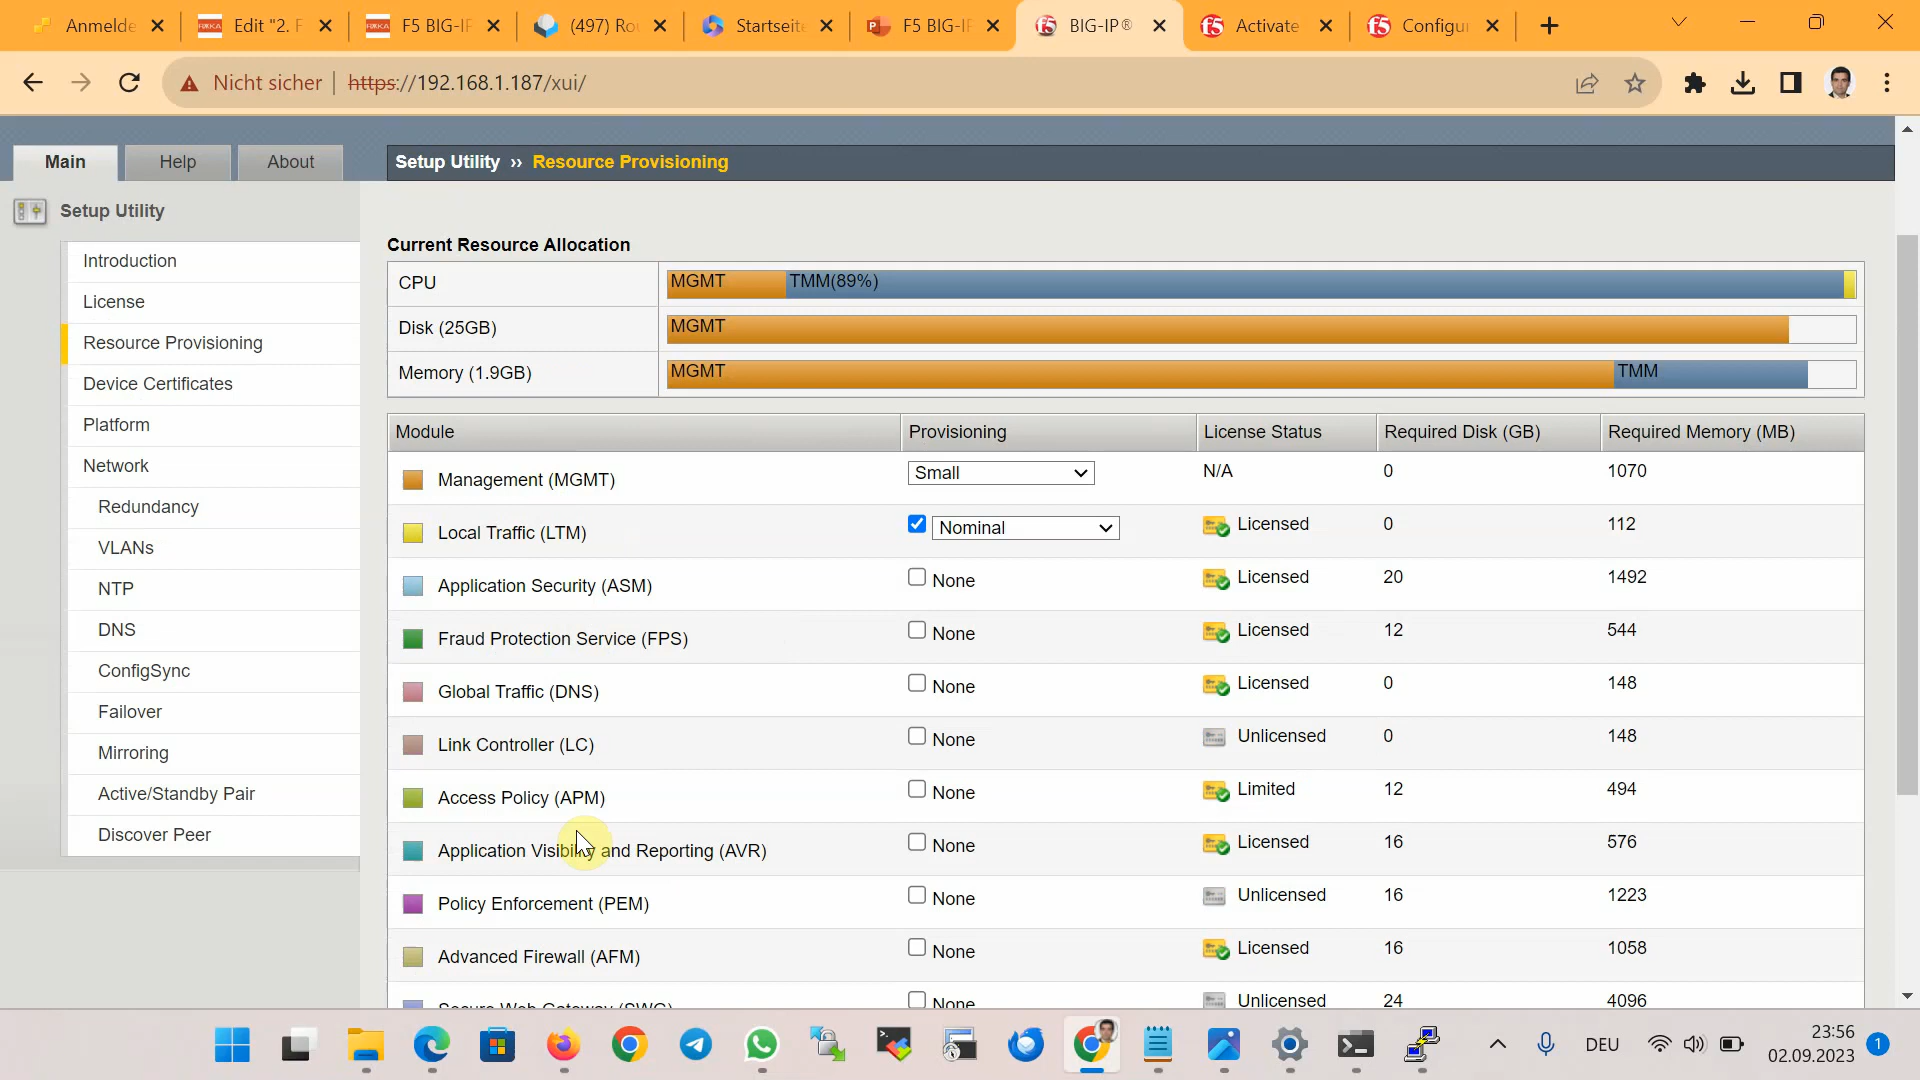 Anmelde
Edit "2. F
F5 BIG-IP
(497) Ro
Startseite
F5 BIG-IP
BIG-IP®
Activate
Configur
Nicht sicher
https://192.168.1.187/xui/
Main
Help
About
Setup Utility ›› Resource Provisioning
Setup Utility
Introduction
License
Resource Provisioning
Device Certificates
Platform
Network
Redundancy
VLANs
NTP
DNS
ConfigSync
Failover
Mirroring
Active/Standby Pair
Discover Peer
Current Resource Allocation
CPU MGMT TMM(89%)
Disk (25GB) MGMT
Memory (1.9GB) MGMT TMM
Module Provisioning License Status Required Disk (GB) Required Memory (MB)
Management (MGMT) Small N/A 0 1070
Local Traffic (LTM) Nominal Licensed 0 112
Application Security (ASM) None Licensed 20 1492
Fraud Protection Service (FPS) None Licensed 12 544
Global Traffic (DNS) None Licensed 0 148
Link Controller (LC) None Unlicensed 0 148
Access Policy (APM) None Limited 12 494
Application Visibility and Reporting (AVR) None Licensed 16 576
Policy Enforcement (PEM) None Unlicensed 16 1223
Advanced Firewall (AFM) None Licensed 16 1058
Secure Web Gateway (SWG) None Unlicensed 24 4096
DEU
23:56
02.09.2023
1